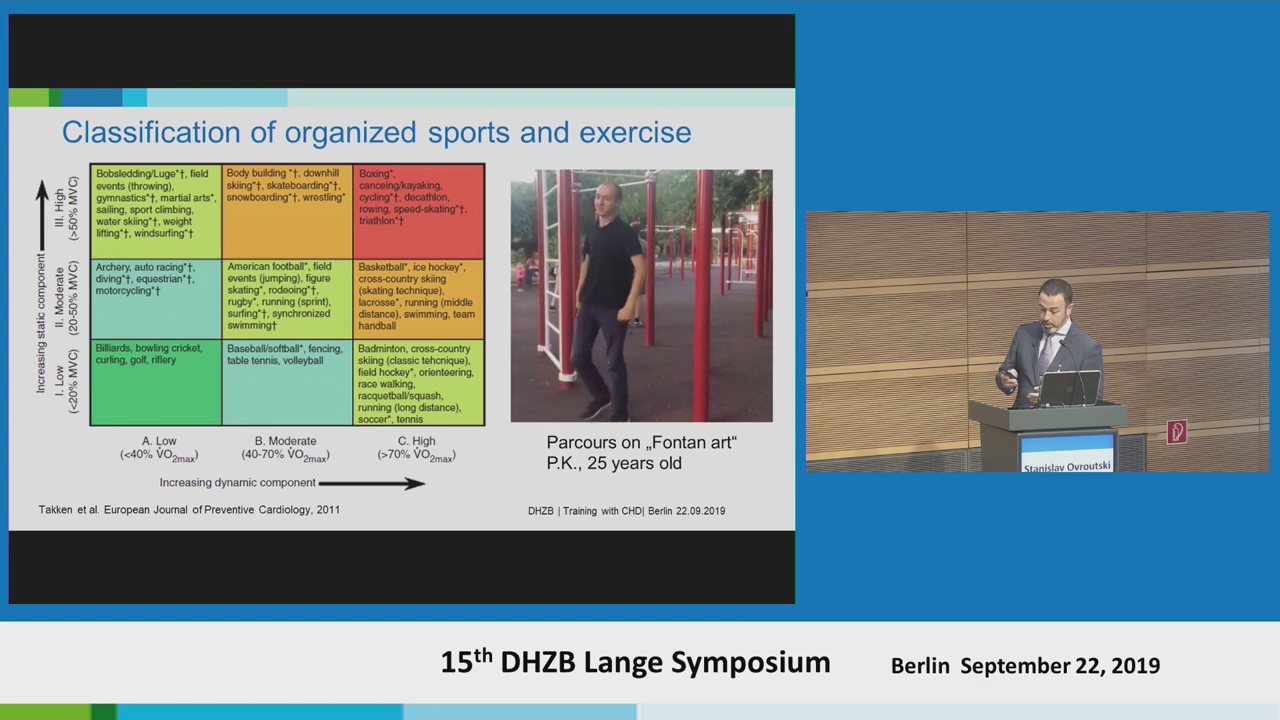 Classification of organized sports and exercise
Increasing static component
III. High
(>50% MVC)
II. Moderate
(20-50% MVC)
I. Low
(<20% MVC)
Bobsledding/Luge*†, field
events (throwing),
gymnastics*†, martial arts*,
sailing, sport climbing,
water skiing*†, weight
lifting*†, windsurfing*†
Body building *†, downhill
skiing*†, skateboarding*†,
snowboarding*†, wrestling*
Boxing*,
canceing/kayaking,
cycling*†, decathlon,
rowing, speed-skating*†,
triathlon*†
Archery, auto racing*†,
diving*†, equestrian*†,
motorcycling*†
American football*, field
events (jumping), figure
skating*, rodeoing*†,
rugby*, running (sprint),
surfing*†, synchronized
swimming†
Basketball*, ice hockey*,
cross-country skiing
(skating technique),
lacrosse*, running (middle
distance), swimming, team
handball
Billiards, bowling cricket,
curling, golf, riflery
Baseball/softball*, fencing,
table tennis, volleyball
Badminton, cross-country
skiing (classic tehcnique),
field hockey*, orienteering,
race walking,
racquetball/squash,
running (long distance),
soccer*, tennis
A. Low
(<40% V̇O2max)
B. Moderate
(40-70% V̇O2max)
C. High
(>70% V̇O2max)
Increasing dynamic component
Parcours on „Fontan art“
P.K., 25 years old
Takken et al. European Journal of Preventive Cardiology, 2011
DHZB | Training with CHD| Berlin 22.09.2019
Stanislav Ovroutski
15th DHZB Lange Symposium
Berlin September 22, 2019